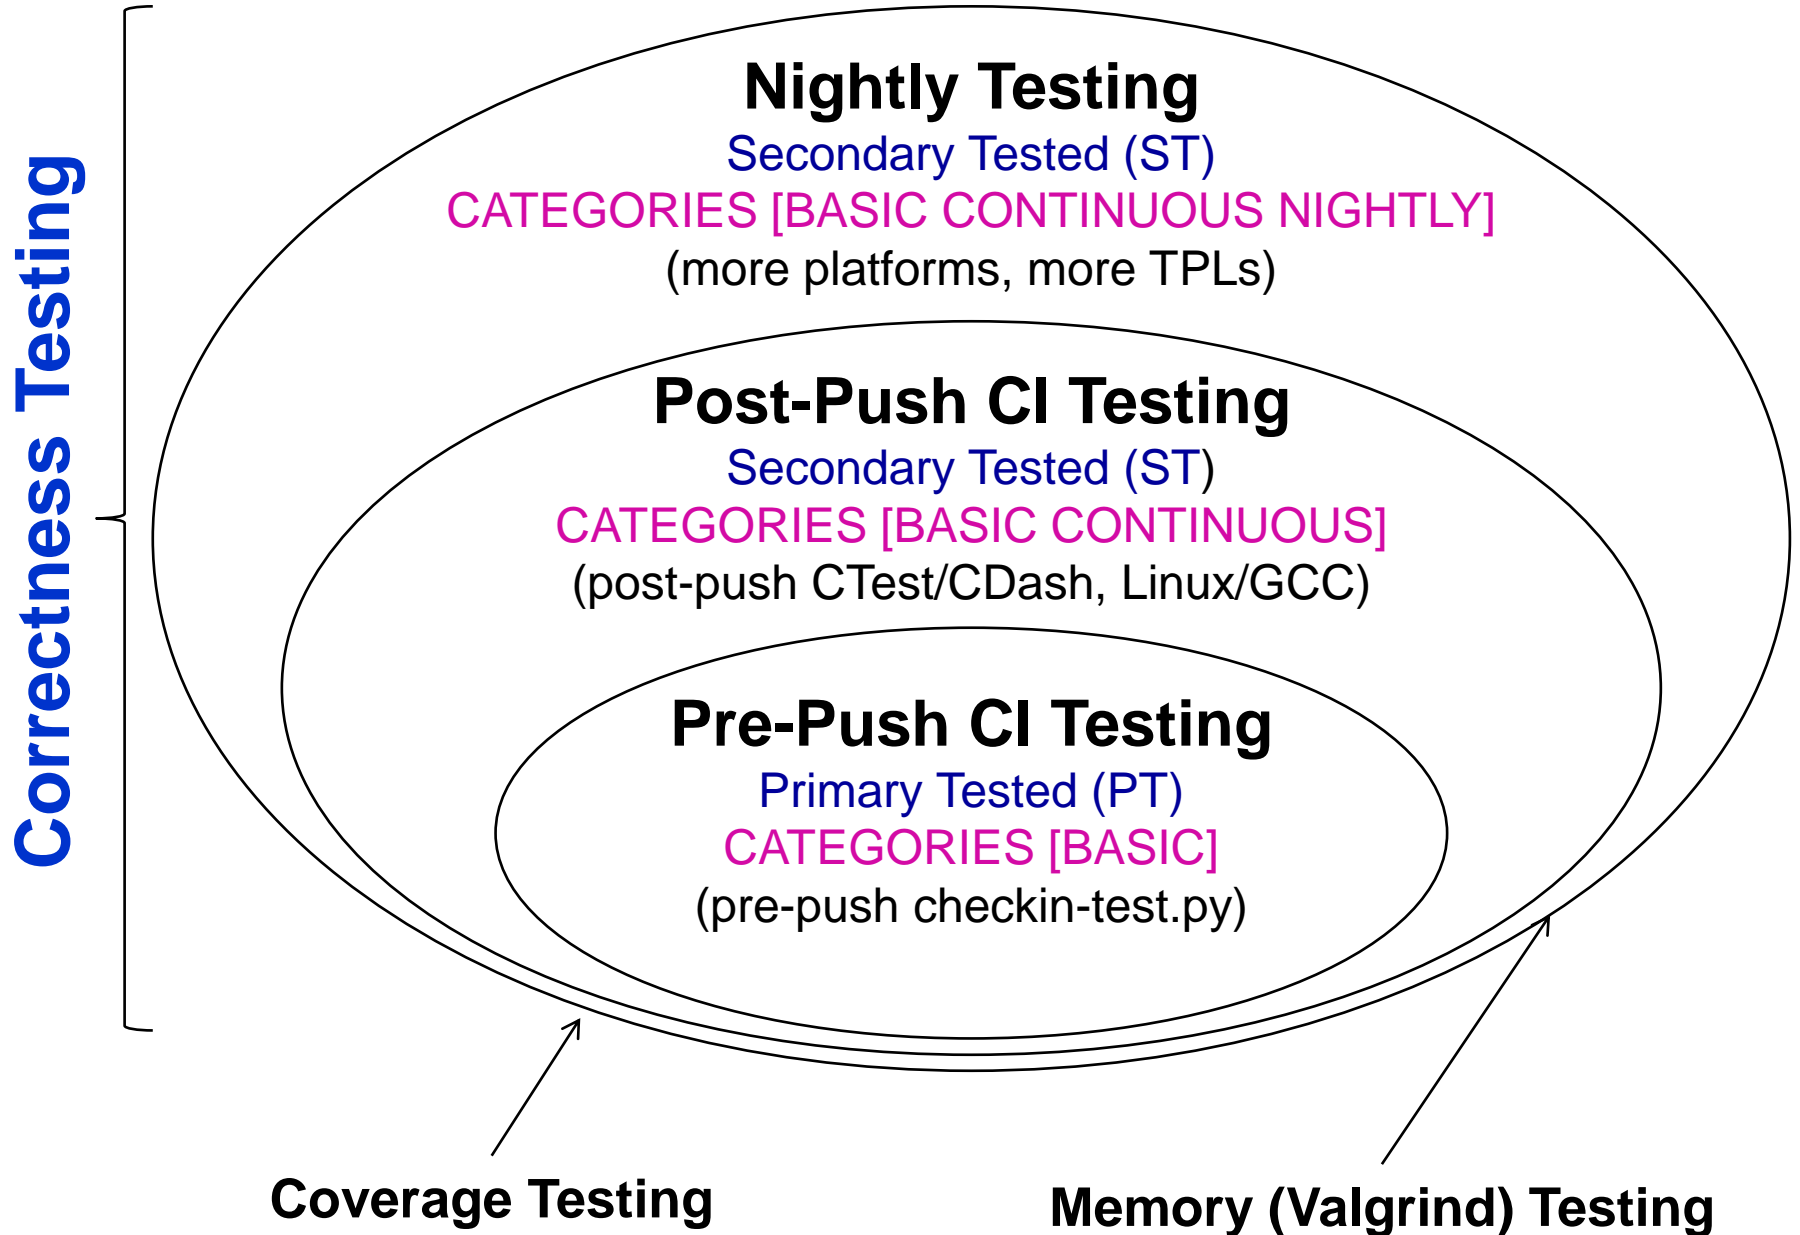 Correctness Testing
Nightly Testing
Secondary Tested (ST)
CATEGORIES [BASIC CONTINUOUS NIGHTLY]
(more platforms, more TPLs)
Post-Push CI Testing
Secondary Tested (ST)
CATEGORIES [BASIC CONTINUOUS]
(post-push CTest/CDash, Linux/GCC)
Pre-Push CI Testing
Primary Tested (PT)
CATEGORIES [BASIC]
(pre-push checkin-test.py)
Coverage Testing
Memory (Valgrind) Testing